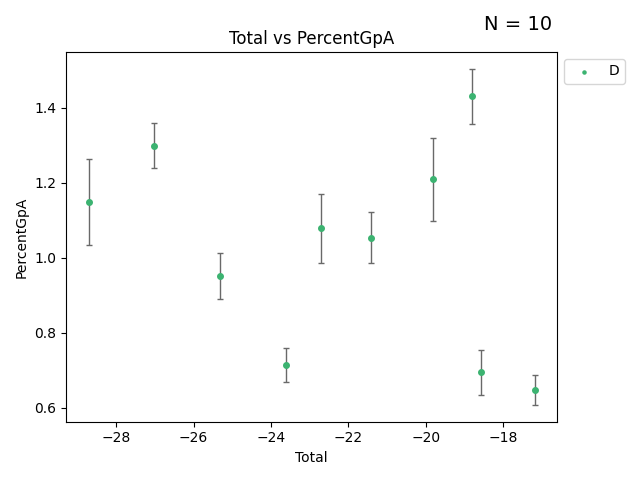 N = 10
Total vs PercentGpA
D
PercentGpA
1.4
1.2
1.0
0.8
0.6
−28 −26 −24 −22 −20 −18
Total